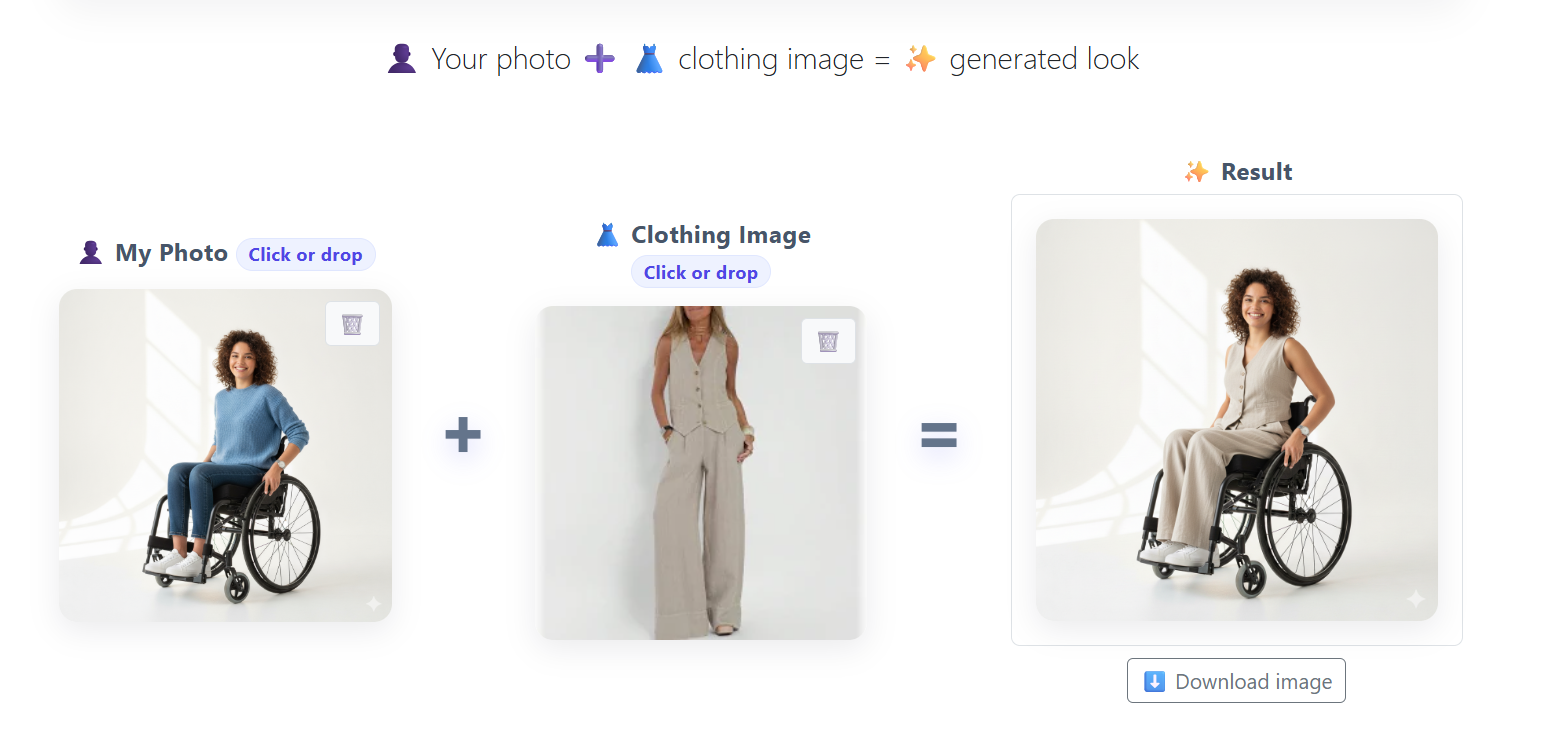 Your photo + clothing image = generated look
My Photo Click or drop
+
Clothing Image
Click or drop
=
Result
Download image